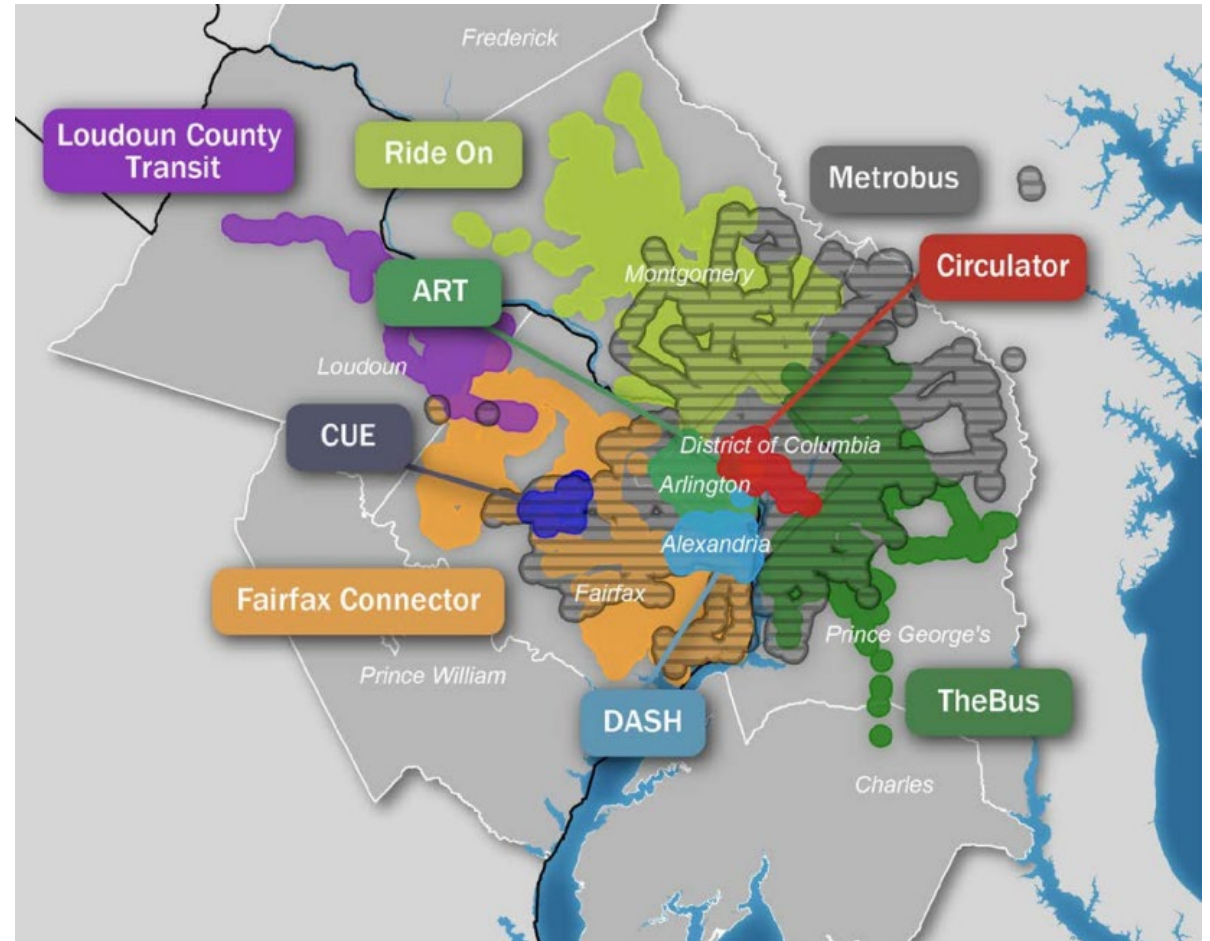 Frederick
Loudoun County
Transit
Ride On
Metrobus
Circulator
Montgomery
ART
Loudoun
CUE
District of Columbia
Arlington
Alexandria
Fairfax
Fairfax Connector
Prince George's
Prince William
TheBus
DASH
Charles